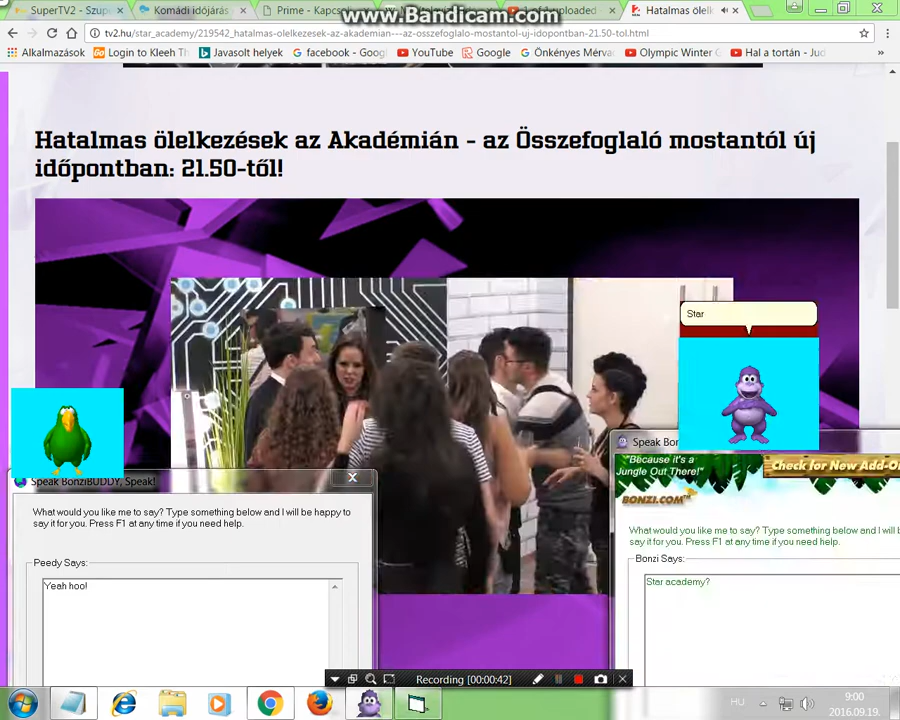 www.Bandicam.com
SuperTV2 - Szup
Komádi időjárás
Prime - Kapcsol
uploaded
Hatalmas ölelk
tv2.hu/star_academy/219542_hatalmas-olelkezesek-az-akademian---az-osszefoglalo-mostantol-uj-idopontban-21.50-tol.html
Alkalmazások
Login to Kleeh Th
Javasolt helyek
facebook - Goog
YouTube
Google
Önkényes Mérva
Olympic Winter G
Hal a tortán - Jud
»
Hatalmas ölelkezések az Akadémián - az Összefoglaló mostantól új
időpontban: 21.50-től!
Star
Speak BonziBUDDY, Speak!
What would you like me to say? Type something below and I will be happy to
say it for you. Press F1 at any time if you need help.
Peedy Says:
Yeah hoo!
Speak Bon
"Because it's a
Jungle Out There!"
Check for New Add-O
BONZI.COM™
What would you like me to say? Type something below and I will b
say it for you. Press F1 at any time if you need help.
Bonzi Says:
Star academy?
Recording [00:00:42]
HU
9:00
2016.09.19.